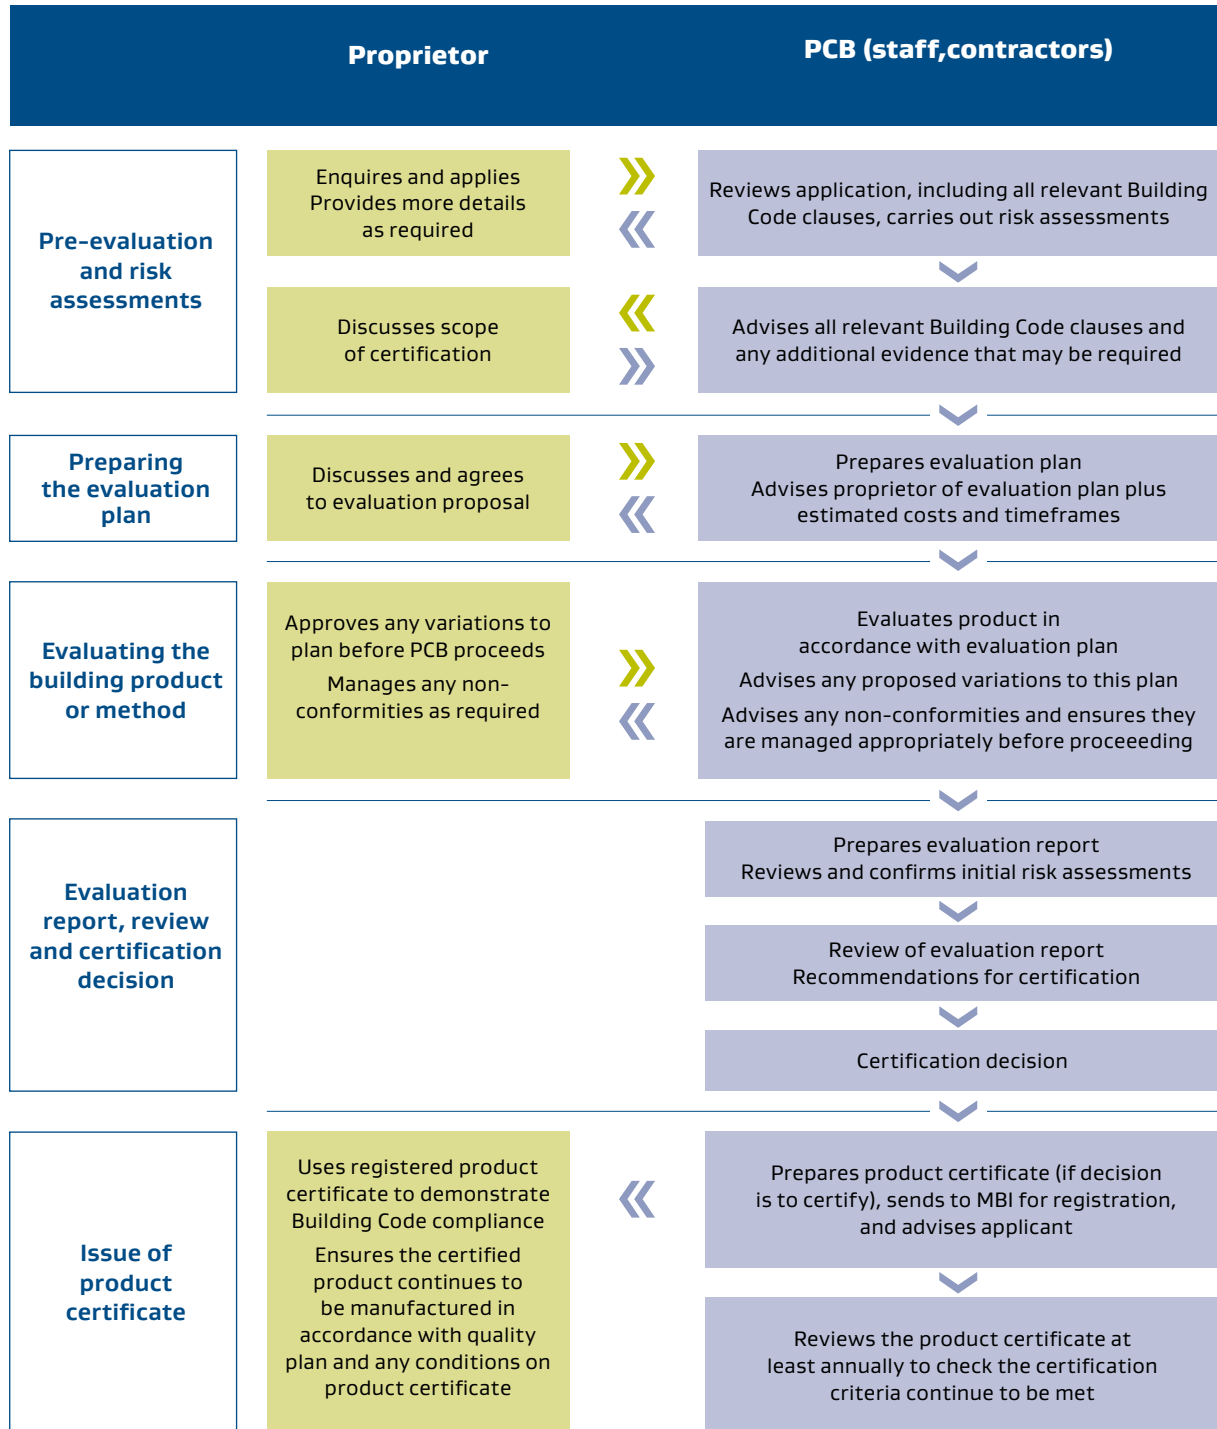 Proprietor
PCB (staff,contractors)
Pre-evaluation
and risk
assessments
Enquires and applies
Provides more details
as required
Reviews application, including all relevant Building
Code clauses, carries out risk assessments
Discusses scope
of certification
Advises all relevant Building Code clauses and
any additional evidence that may be required
Preparing
the evaluation
plan
Discusses and agrees
to evaluation proposal
Prepares evaluation plan
Advises proprietor of evaluation plan plus
estimated costs and timeframes
Evaluating the
building product
or method
Approves any variations to
plan before PCB proceeds
Manages any non-
conformities as required
Evaluates product in
accordance with evaluation plan
Advises any proposed variations to this plan
Advises any non-conformities and ensures they
are managed appropriately before proceeeding
Evaluation
report, review
and certification
decision
Prepares evaluation report
Reviews and confirms initial risk assessments
Review of evaluation report
Recommendations for certification
Certification decision
Issue of
product
certificate
Uses registered product
certificate to demonstrate
Building Code compliance
Ensures the certified
product continues to
be manufactured in
accordance with quality
plan and any conditions on
product certificate
Prepares product certificate (if decision
is to certify), sends to MBI for registration,
and advises applicant
Reviews the product certificate at
least annually to check the certification
criteria continue to be met